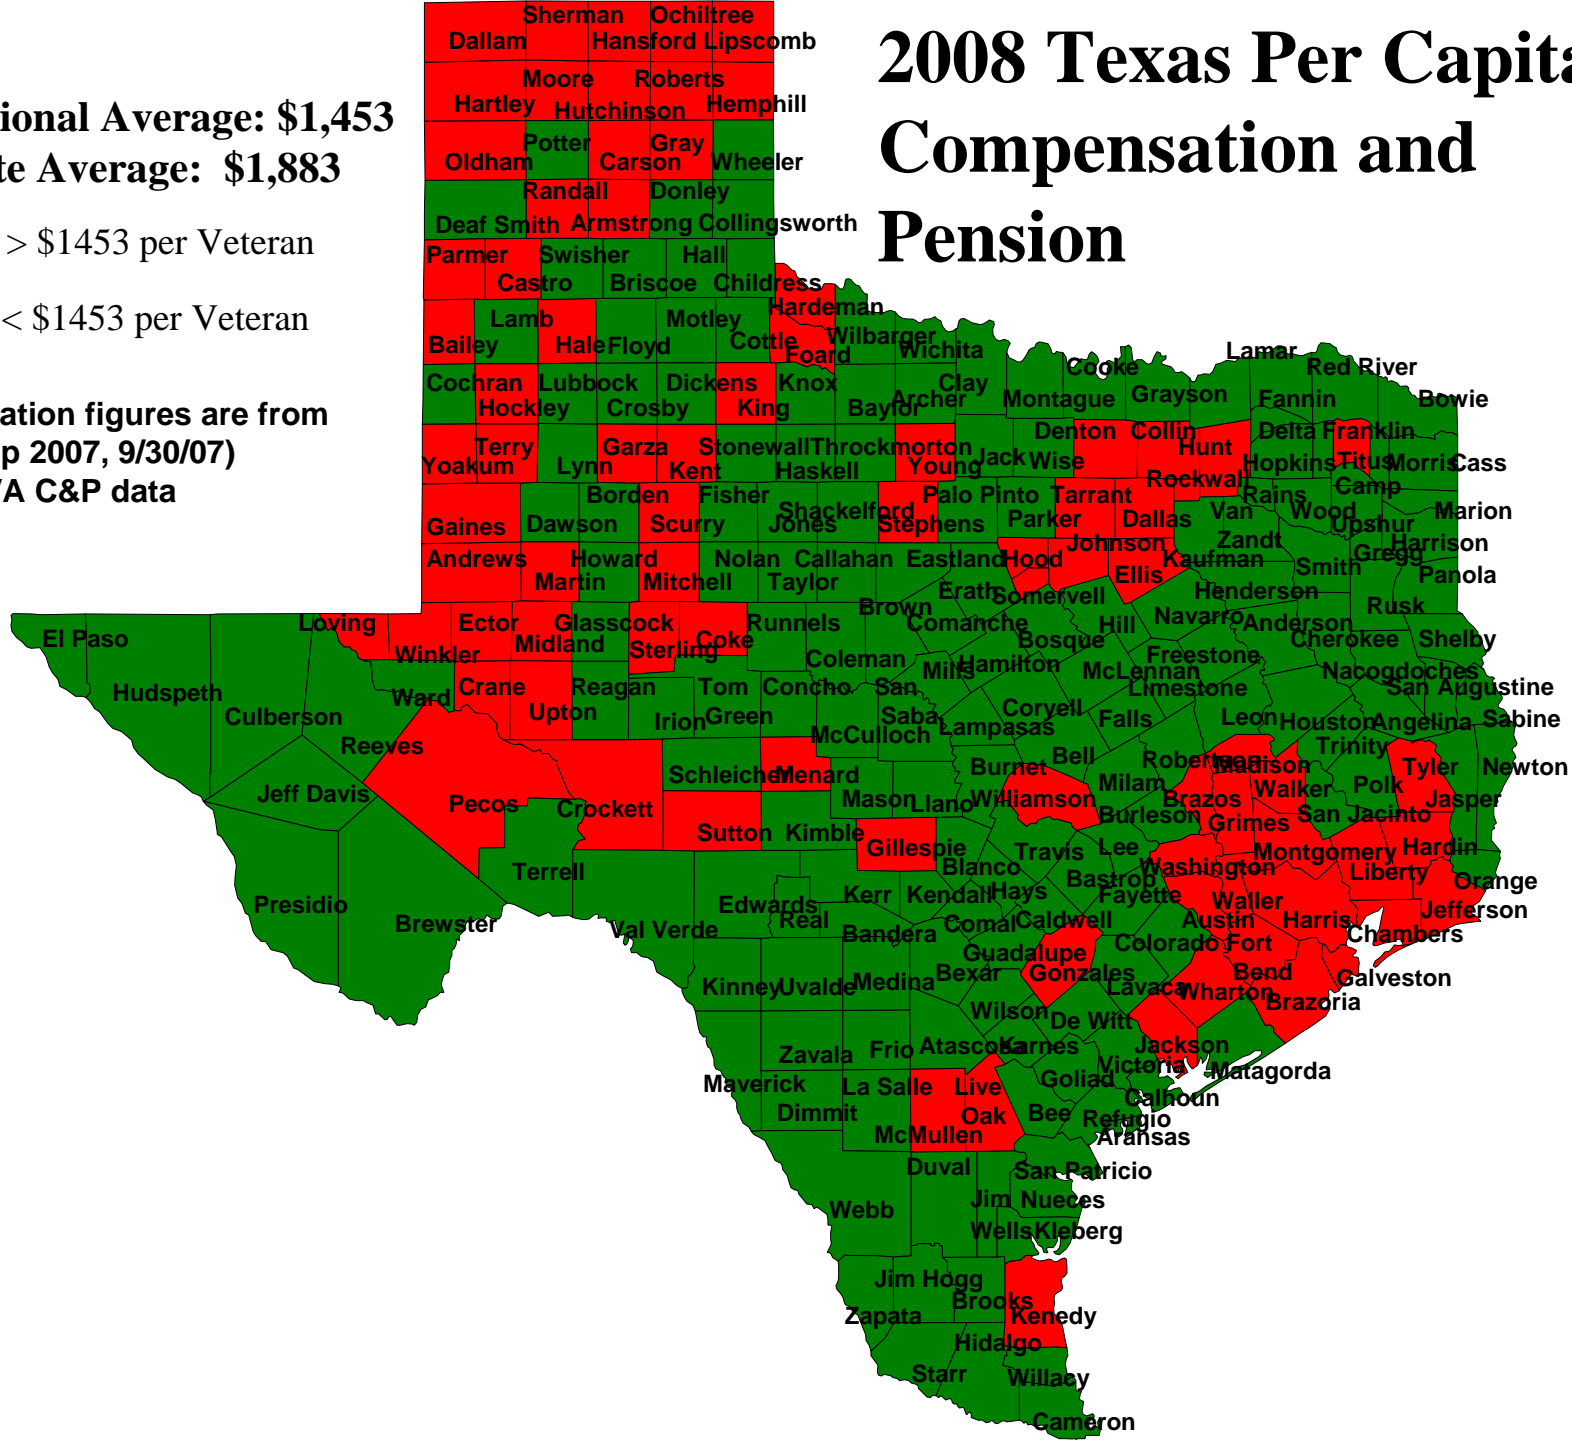 2008 Texas Per Capita
Compensation and
Pension
ional Average: $1,453
te Average: $1,883
> $1453 per Veteran
< $1453 per Veteran
ation figures are from
p 2007, 9/30/07)
/A C&P data
Sherman Ochiltree
Dallam Hansford Lipscomb
Moore Roberts
Hartley Hutchinson Hemphill
Potter Gray
Oldham Carson Wheeler
Randall Donley
Deaf Smith Armstrong Collingsworth
Parmer Swisher Hall
Castro Briscoe Childress
Hardeman
Lamb Motley
Bailey Hale Floyd Cottle Foard Wilbarger Wichita
Lamar
Cooke Red River
Cochran Lubbock Dickens Knox Clay
Hockley Crosby King Baylor Archer Montague Grayson Fannin Bowie
Terry Garza Stonewall Throckmorton Denton Collin Hunt Delta Franklin
Yoakum Lynn Kent Haskell Young Jack Wise Hopkins Titus Morris Cass
Rockwall Camp
Borden Fisher Palo Pinto Tarrant Rains
Gaines Dawson Scurry Jones Shackelford Stephens Parker Dallas Van Wood Upshur Marion
Zandt Harrison
Andrews Howard Nolan Callahan Eastland Hood Johnson Kaufman Gregg
Martin Mitchell Taylor Ellis Smith Panola
Erath Somervell Henderson
Brown Rusk
Loving Ector Glasscock Runnels Comanche Hill Navarro Anderson
El Paso Midland Sterling Coke Bosque Cherokee Shelby
Winkler Coleman Mills Hamilton McLennan Freestone Nacogdoches
Hudspeth Ward Crane Reagan Tom Concho San Limestone San Augustine
Culberson Upton Irion Green Saba Lampasas Coryell Falls Leon Houston Angelina Sabine
Reeves McCulloch Bell Robertson Trinity
Schleicher Menard Burnet Milam Madison Tyler Newton
Jeff Davis Pecos Crockett Mason Llano Williamson Brazos Walker Polk Jasper
Burleson Grimes San Jacinto
Sutton Kimble Gillespie Travis Lee Montgomery Hardin
Terrell Blanco Bastrop Washington Liberty
Edwards Kerr Kendall Hays Fayette Waller Orange
Presidio Real Comal Caldwell Austin Harris Jefferson
Brewster Val Verde Bandera Chambers
Guadalupe Colorado Fort
Kinney Uvalde Medina Bexar Gonzales Lavaca Bend Galveston
Wharton Brazoria
Wilson De Witt
Zavala Frio Atascosa Karnes Jackson
Victoria Matagorda
Maverick La Salle Live Goliad
Dimmit Oak Bee Calhoun
McMullen Refugio
Aransas
Duval San Patricio
Webb Jim Nueces
Wells Kleberg
Jim Hogg
Zapata Brooks Kenedy
Hidalgo
Starr Willacy
Cameron